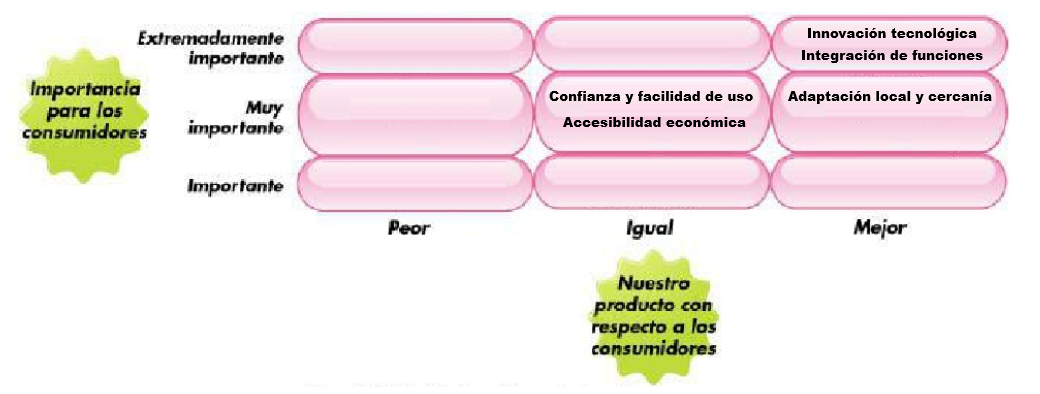 Extremadamente
importante
Innovación tecnológica
Integración de funciones
Importancia
para los
consumidores
Muy
importante
Confianza y facilidad de uso
Accesibilidad económica
Adaptación local y cercanía
Importante
Peor
Igual
Mejor
Nuestro
producto con
respecto a los
consumidores